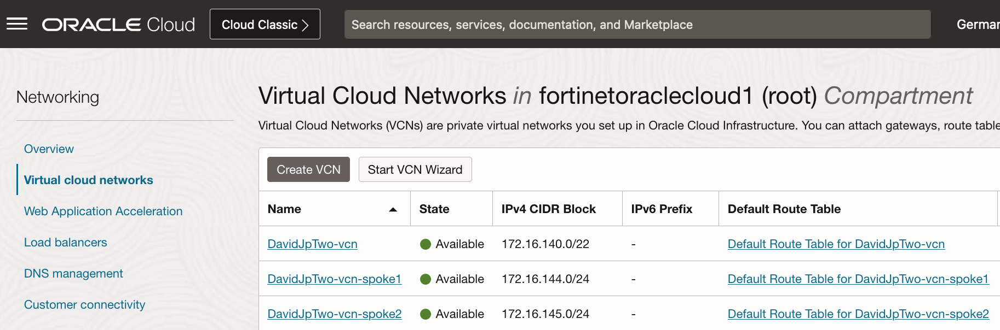 ORACLE Cloud
Cloud Classic >
Search resources, services, documentation, and Marketplace
German
Networking
Overview
Virtual cloud networks
Web Application Acceleration
Load balancers
DNS management
Customer connectivity
Virtual Cloud Networks in fortinetoraclecloud1 (root) Compartment
Virtual Cloud Networks (VCNs) are private virtual networks you set up in Oracle Cloud Infrastructure. You can attach gateways, route table
Create VCN Start VCN Wizard
Name State IPv4 CIDR Block IPv6 Prefix Default Route Table
DavidJpTwo-vcn Available 172.16.140.0/22 - Default Route Table for DavidJpTwo-vcn
DavidJpTwo-vcn-spoke1 Available 172.16.144.0/24 - Default Route Table for DavidJpTwo-vcn-spoke1
DavidJpTwo-vcn-spoke2 Available 172.16.145.0/24 - Default Route Table for DavidJpTwo-vcn-spoke2